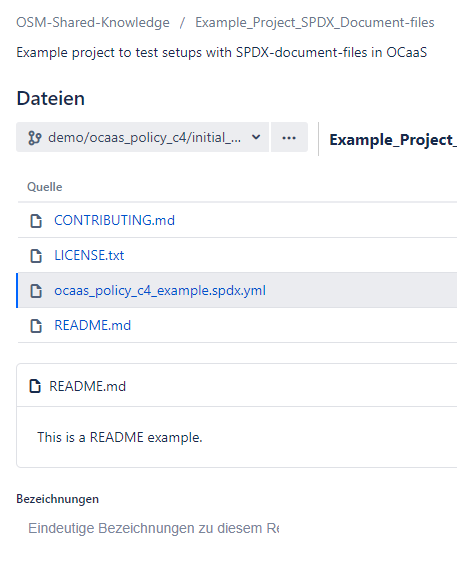 OSM-Shared-Knowledge / Example_Project_SPDX_Document-files
Example project to test setups with SPDX-document-files in OCaaS
Dateien
demo/ocaas_policy_c4/initial_... ••• Example_Project_
Quelle
CONTRIBUTING.md
LICENSE.txt
ocaas_policy_c4_example.spdx.yml
README.md
README.md
This is a README example.
Bezeichnungen
Eindeutige Bezeichnungen zu diesem Re